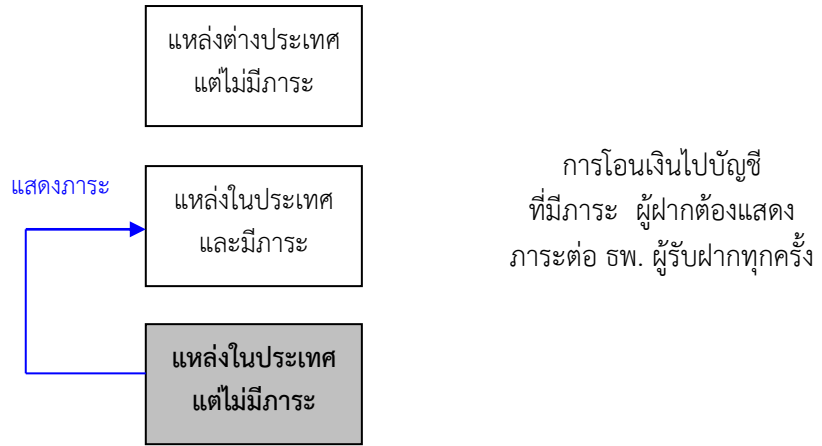 แหล่งต่างประเทศ
แต่ไม่มีภาระ
แสดงภาระ
แหล่งในประเทศ
และมีภาระ
แหล่งในประเทศ
แต่ไม่มีภาระ
การโอนเงินไปบัญชี
ที่มีภาระ ผู้ฝากต้องแสดง
ภาระต่อ ธพ. ผู้รับฝากทุกครั้ง